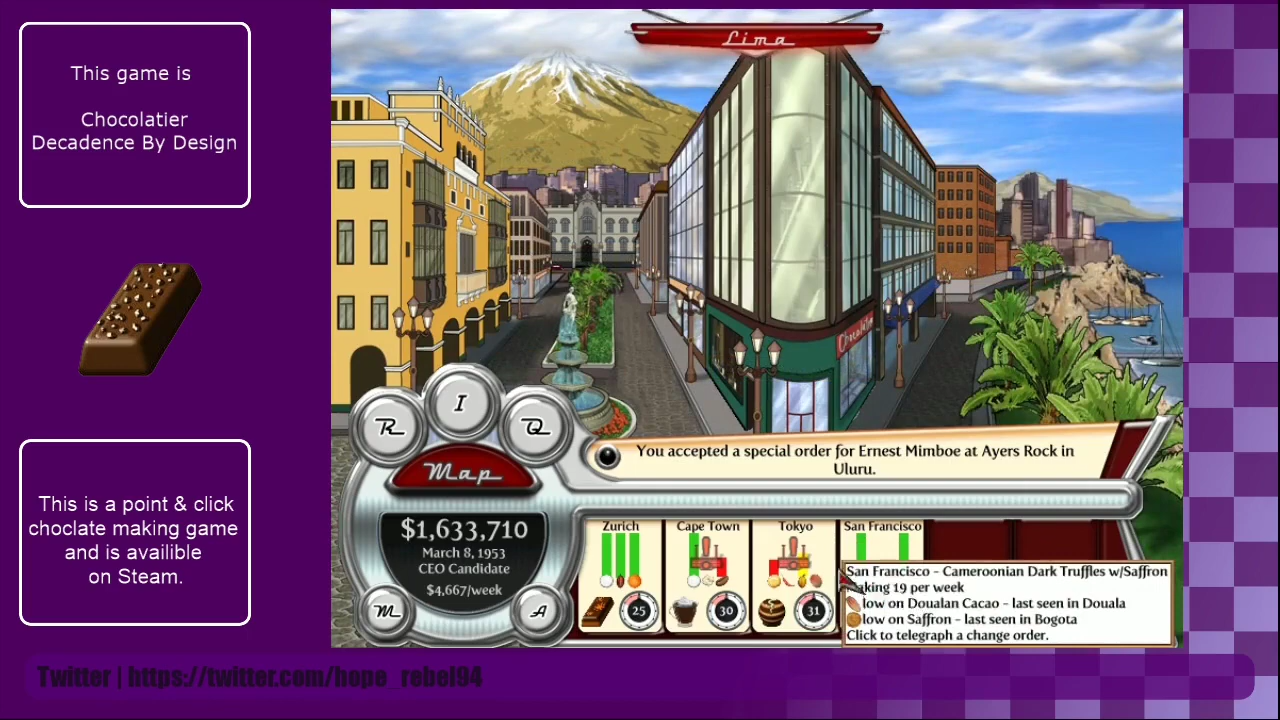 This game is
Chocolatier
Decadence By Design
This is a point & click
choclate making game
and is availible
on Steam.
Lima
Chocolate
R
I
Q
Map
$1,633,710
March 8, 1953
CEO Candidate
$4,667/week
M
A
You accepted a special order for Ernest Mimboe at Ayers Rock in
Uluru.
Zurich
Cape Town
Tokyo
San Francisco
25
30
31
San Francisco - Cameroonian Dark Truffles w/Saffron
making 19 per week
low on Doualan Cacao - last seen in Douala
low on Saffron - last seen in Bogota
Click to telegraph a change order.
Twitter | https://twitter.com/hope_rebel94